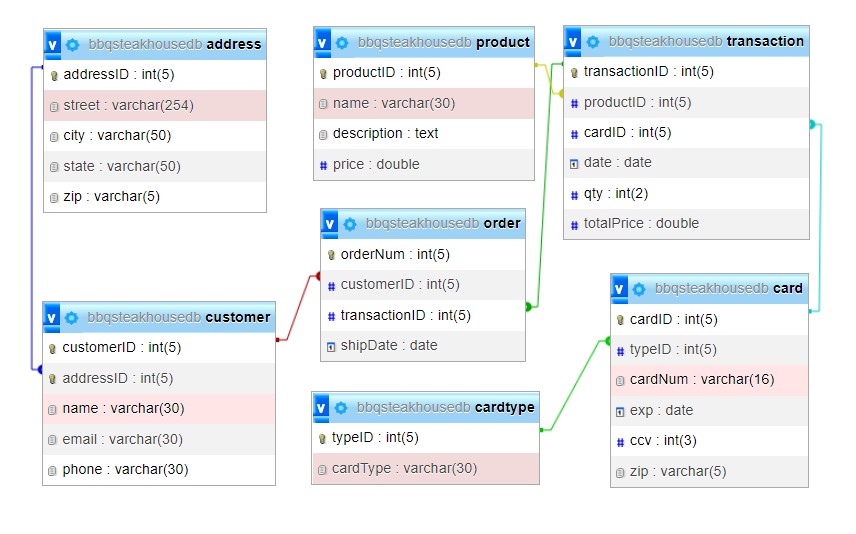 v bbqsteakhousedb address
addressID : int(5)
street : varchar(254)
city : varchar(50)
state : varchar(50)
zip : varchar(5)
v bbqsteakhousedb product
productID : int(5)
# name : varchar(30)
description : text
# price : double
v bbqsteakhousedb transaction
transactionID : int(5)
# productID : int(5)
# cardID : int(5)
date : date
# qty : int(2)
# totalPrice : double
v bbqsteakhousedb order
orderNum : int(5)
# customerID : int(5)
# transactionID : int(5)
shipDate : date
v bbqsteakhousedb customer
customerID : int(5)
addressID : int(5)
name : varchar(30)
email : varchar(30)
phone : varchar(30)
v bbqsteakhousedb cardtype
typeID : int(5)
cardType : varchar(30)
v bbqsteakhousedb card
cardID : int(5)
# typeID : int(5)
cardNum : varchar(16)
exp : date
# ccv : int(3)
zip : varchar(5)